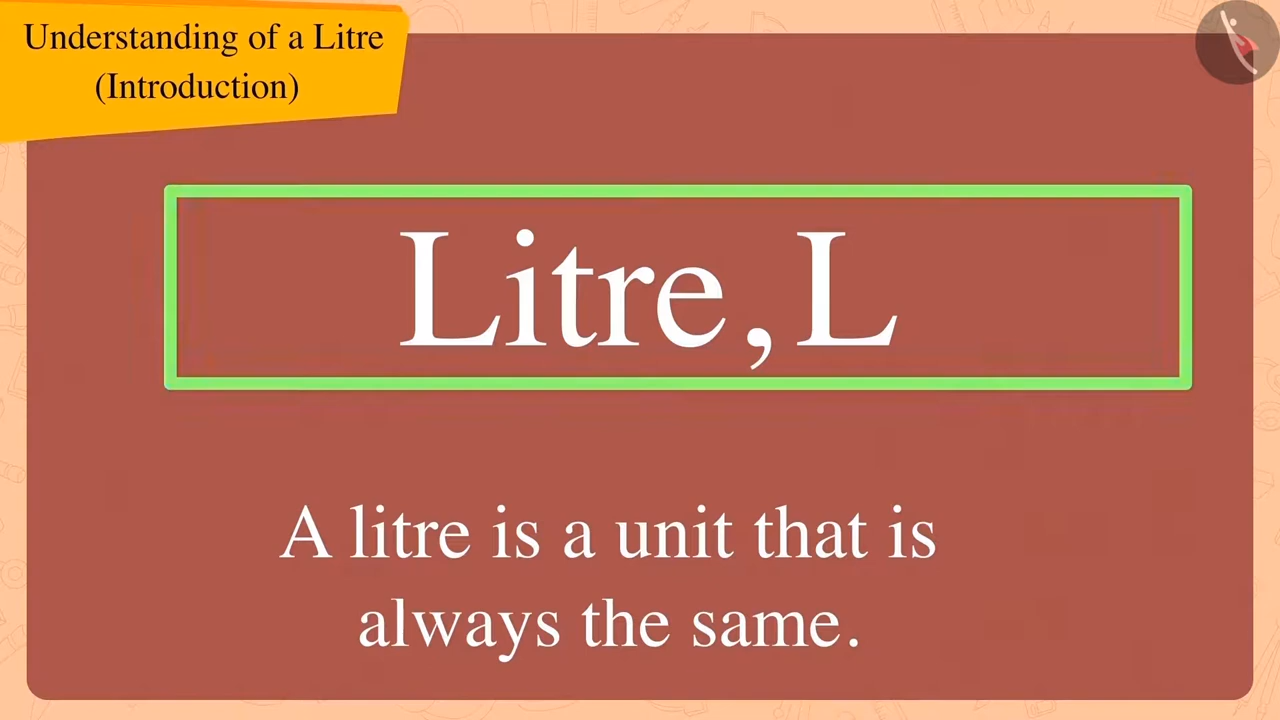 Understanding of a Litre
(Introduction)
Litre, L
A litre is a unit that is
always the same.